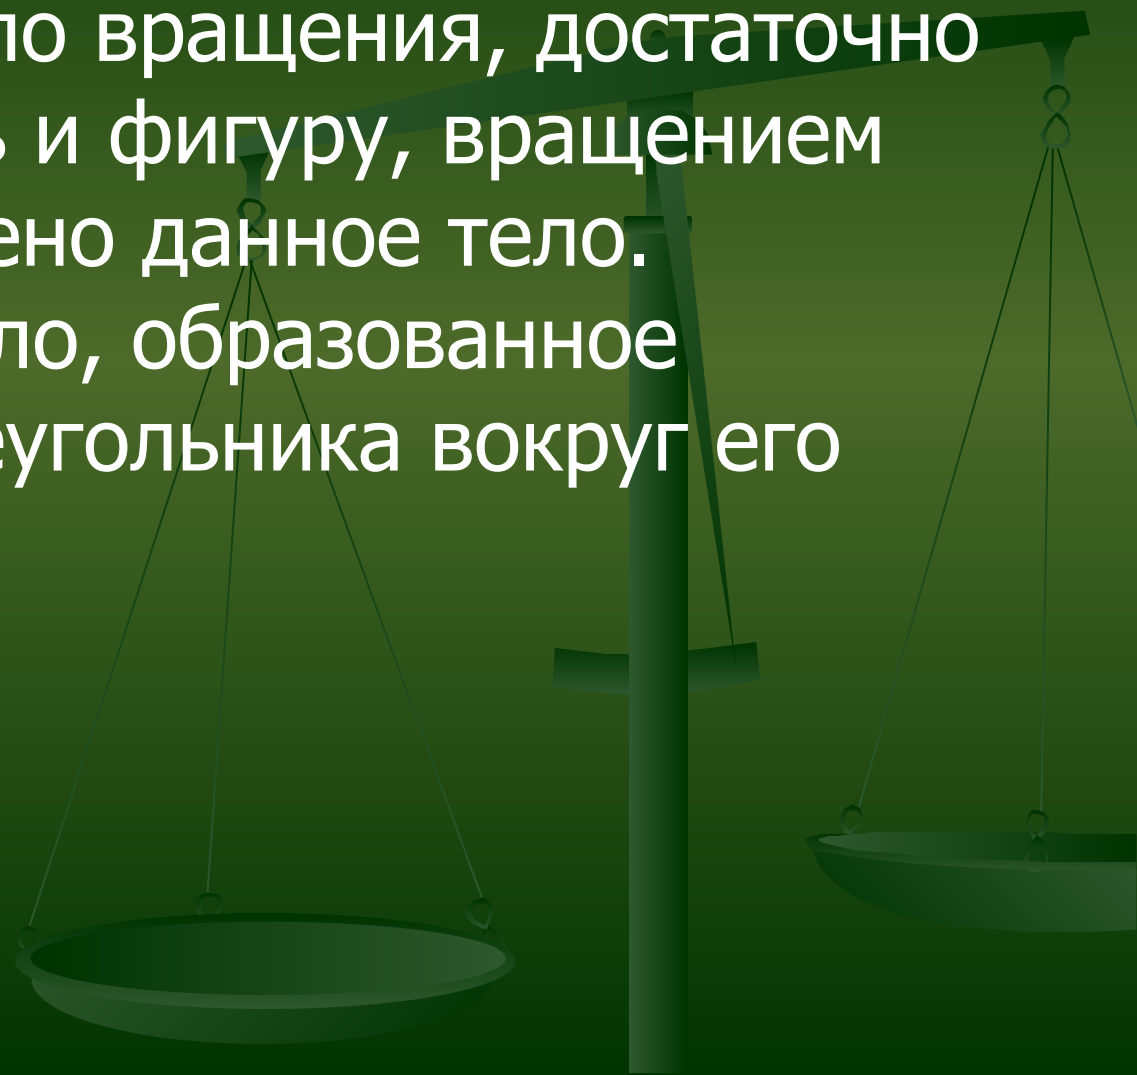 ло вращения, достаточно
ь и фигуру, вращением
ено данное тело.
ло, образованное
еугольника вокруг его